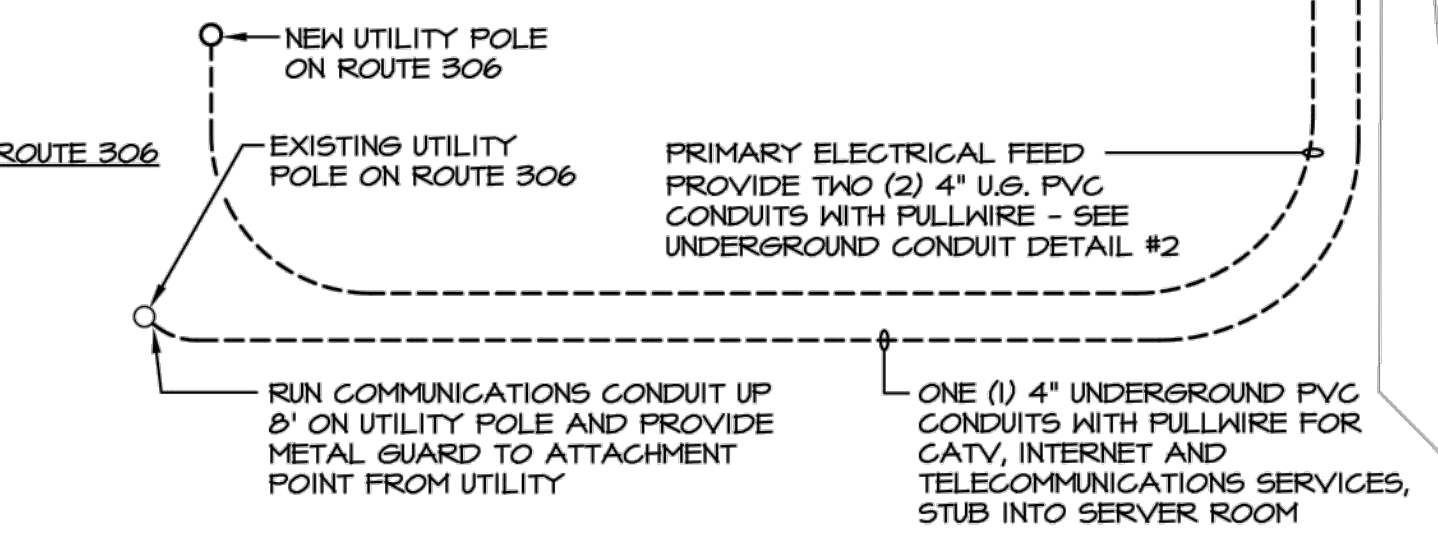 NEW UTILITY POLE
ON ROUTE 306
ROUTE 306
EXISTING UTILITY
POLE ON ROUTE 306
PRIMARY ELECTRICAL FEED
PROVIDE TWO (2) 4" U.G. PVC
CONDUITS WITH PULLWIRE - SEE
UNDERGROUND CONDUIT DETAIL #2
RUN COMMUNICATIONS CONDUIT UP
8' ON UTILITY POLE AND PROVIDE
METAL GUARD TO ATTACHMENT
POINT FROM UTILITY
ONE (1) 4" UNDERGROUND PVC
CONDUITS WITH PULLWIRE FOR
CATV, INTERNET AND
TELECOMMUNICATIONS SERVICES,
STUB INTO SERVER ROOM